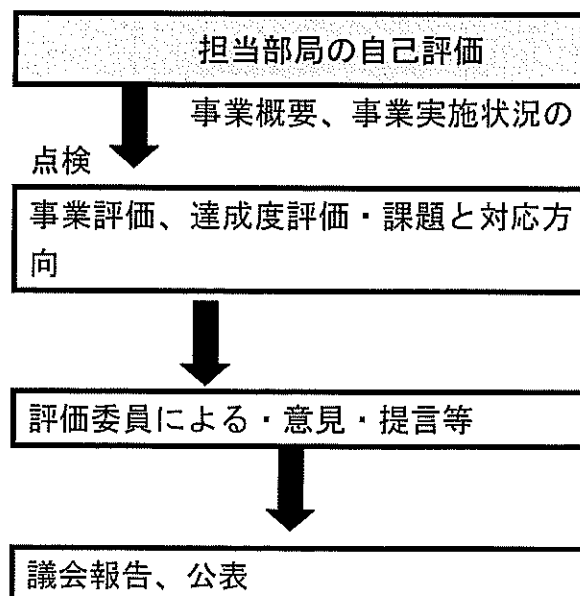 担当部局の自己評価
事業概要、事業実施状況の
点検
事業評価、達成度評価・課題と対応方
向
評価委員による・意見・提言等
議会報告、公表